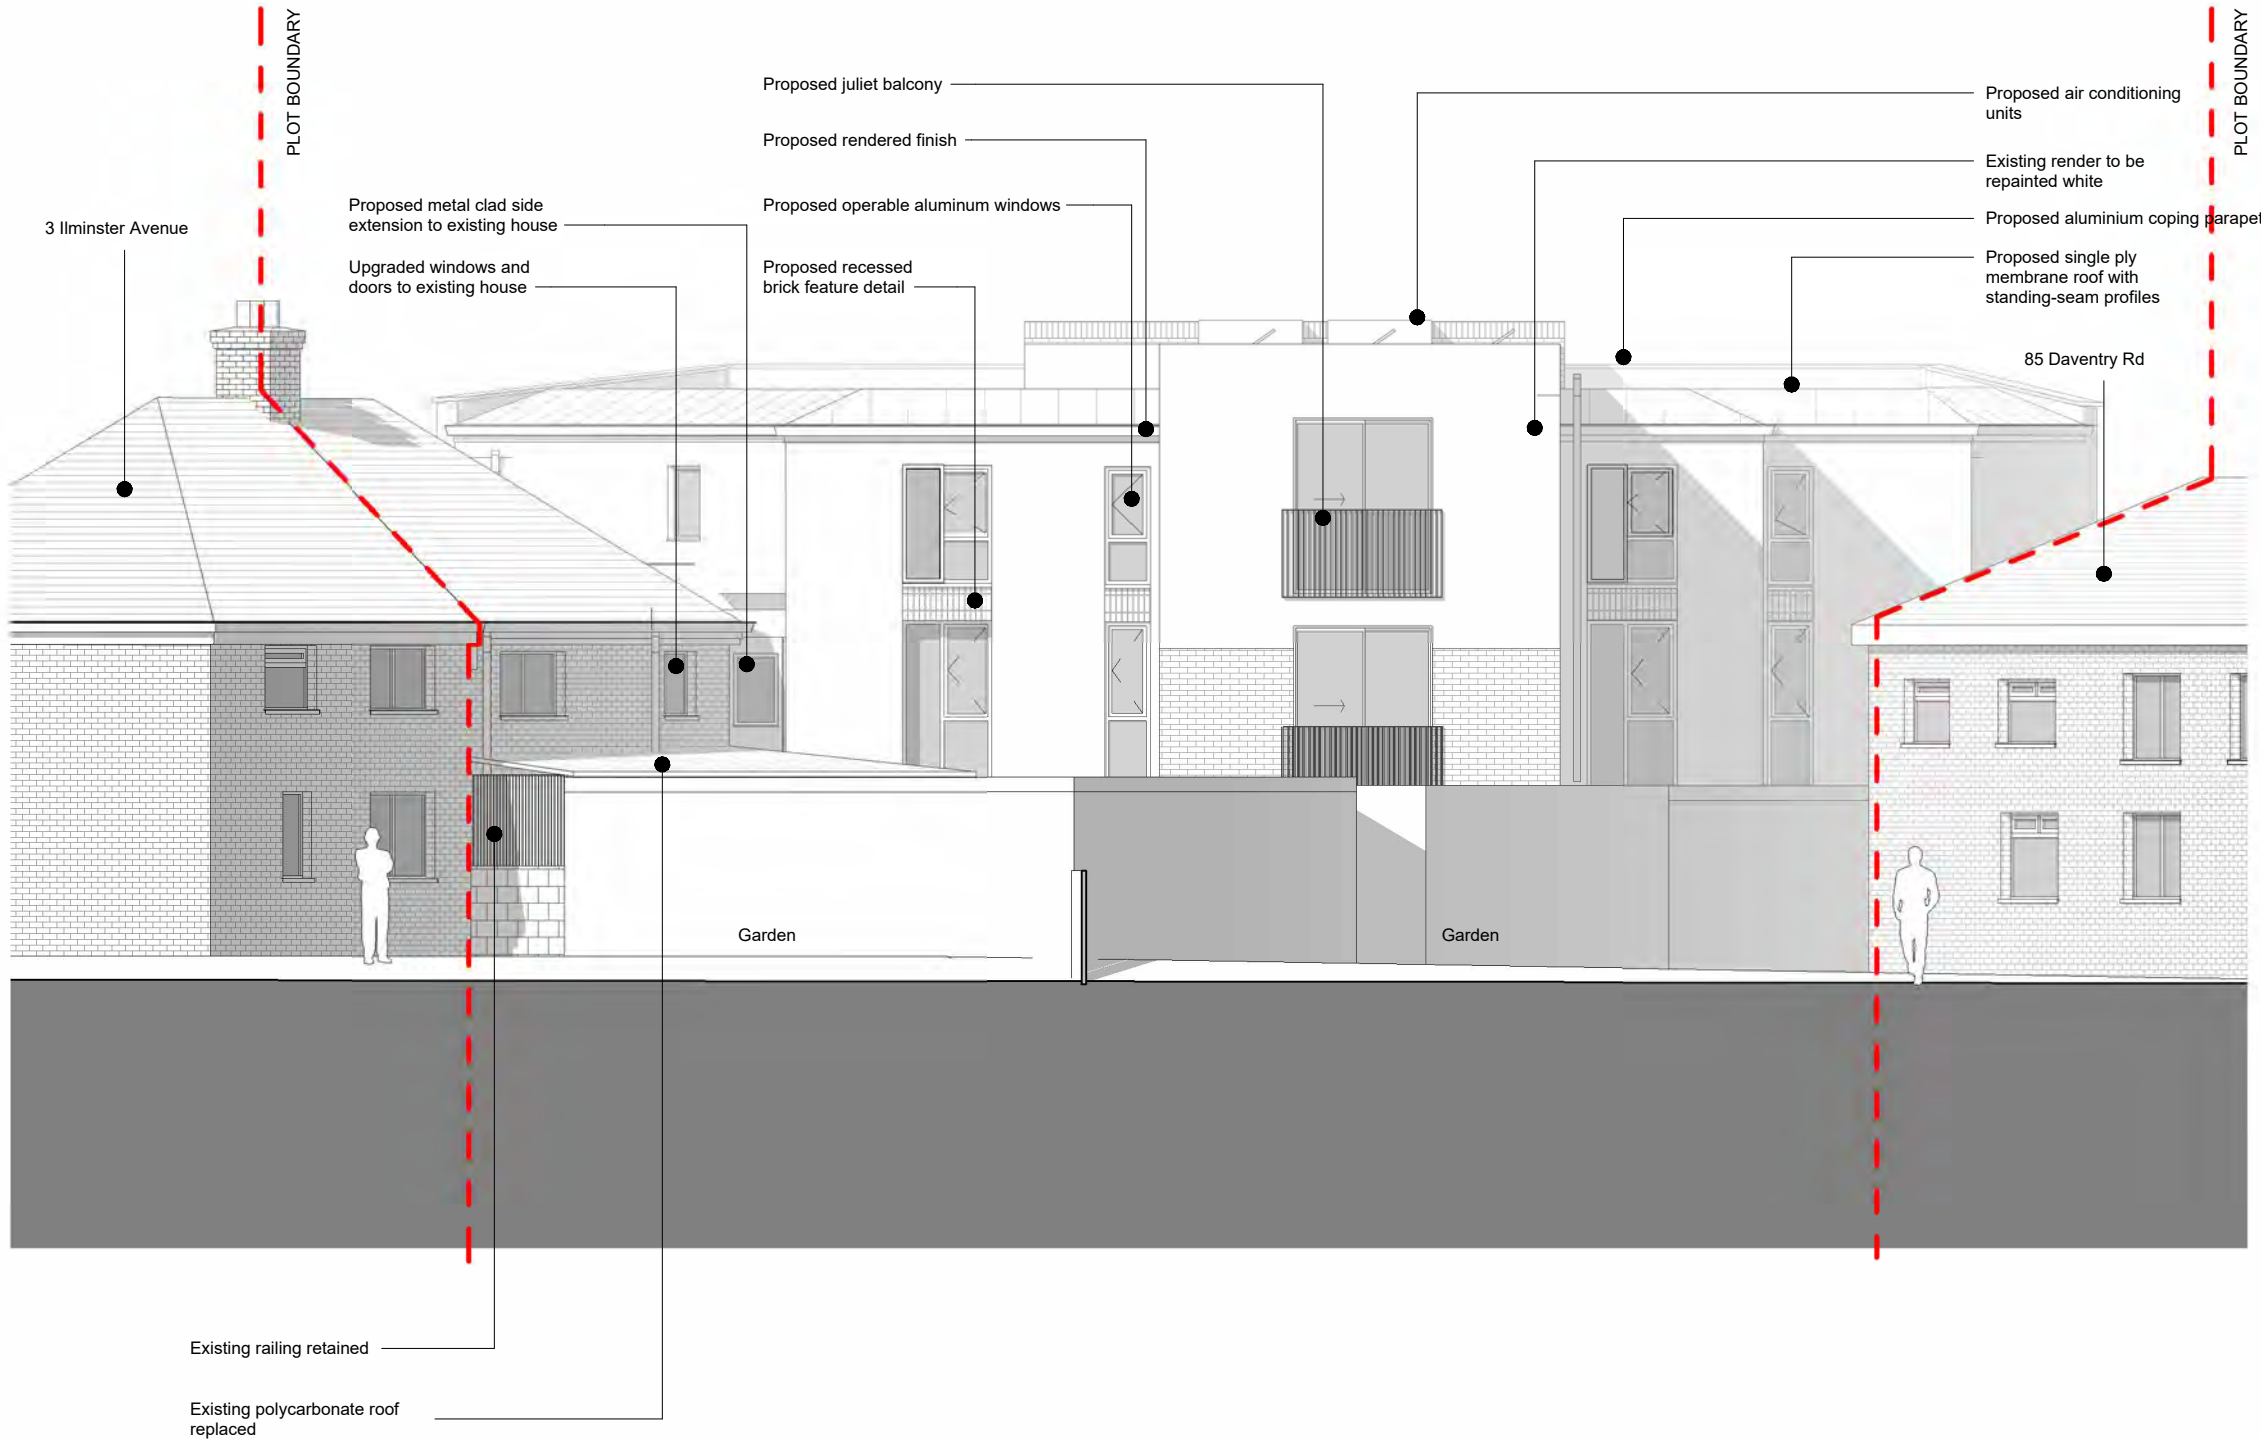 PLOT BOUNDARY
PLOT BOUNDARY
Proposed juliet balcony
Proposed air conditioning
units
Proposed rendered finish
Existing render to be
repainted white
Proposed metal clad side
extension to existing house
Proposed operable aluminum windows
Proposed aluminium coping parapet
3 Ilminster Avenue
Upgraded windows and
doors to existing house
Proposed recessed
brick feature detail
Proposed single ply
membrane roof with
standing-seam profiles
85 Daventry Rd
Garden
Garden
Existing railing retained
Existing polycarbonate roof
replaced